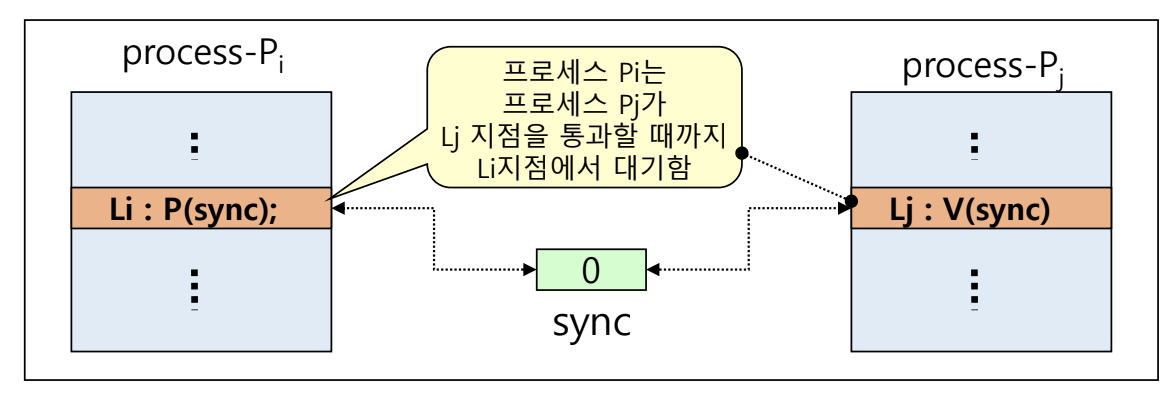 process-Pi
프로세스 Pi는
프로세스 Pj가
Lj 지점을 통과할 때까지
Li지점에서 대기함
process-Pj
Li : P(sync);
Lj : V(sync)
0
sync